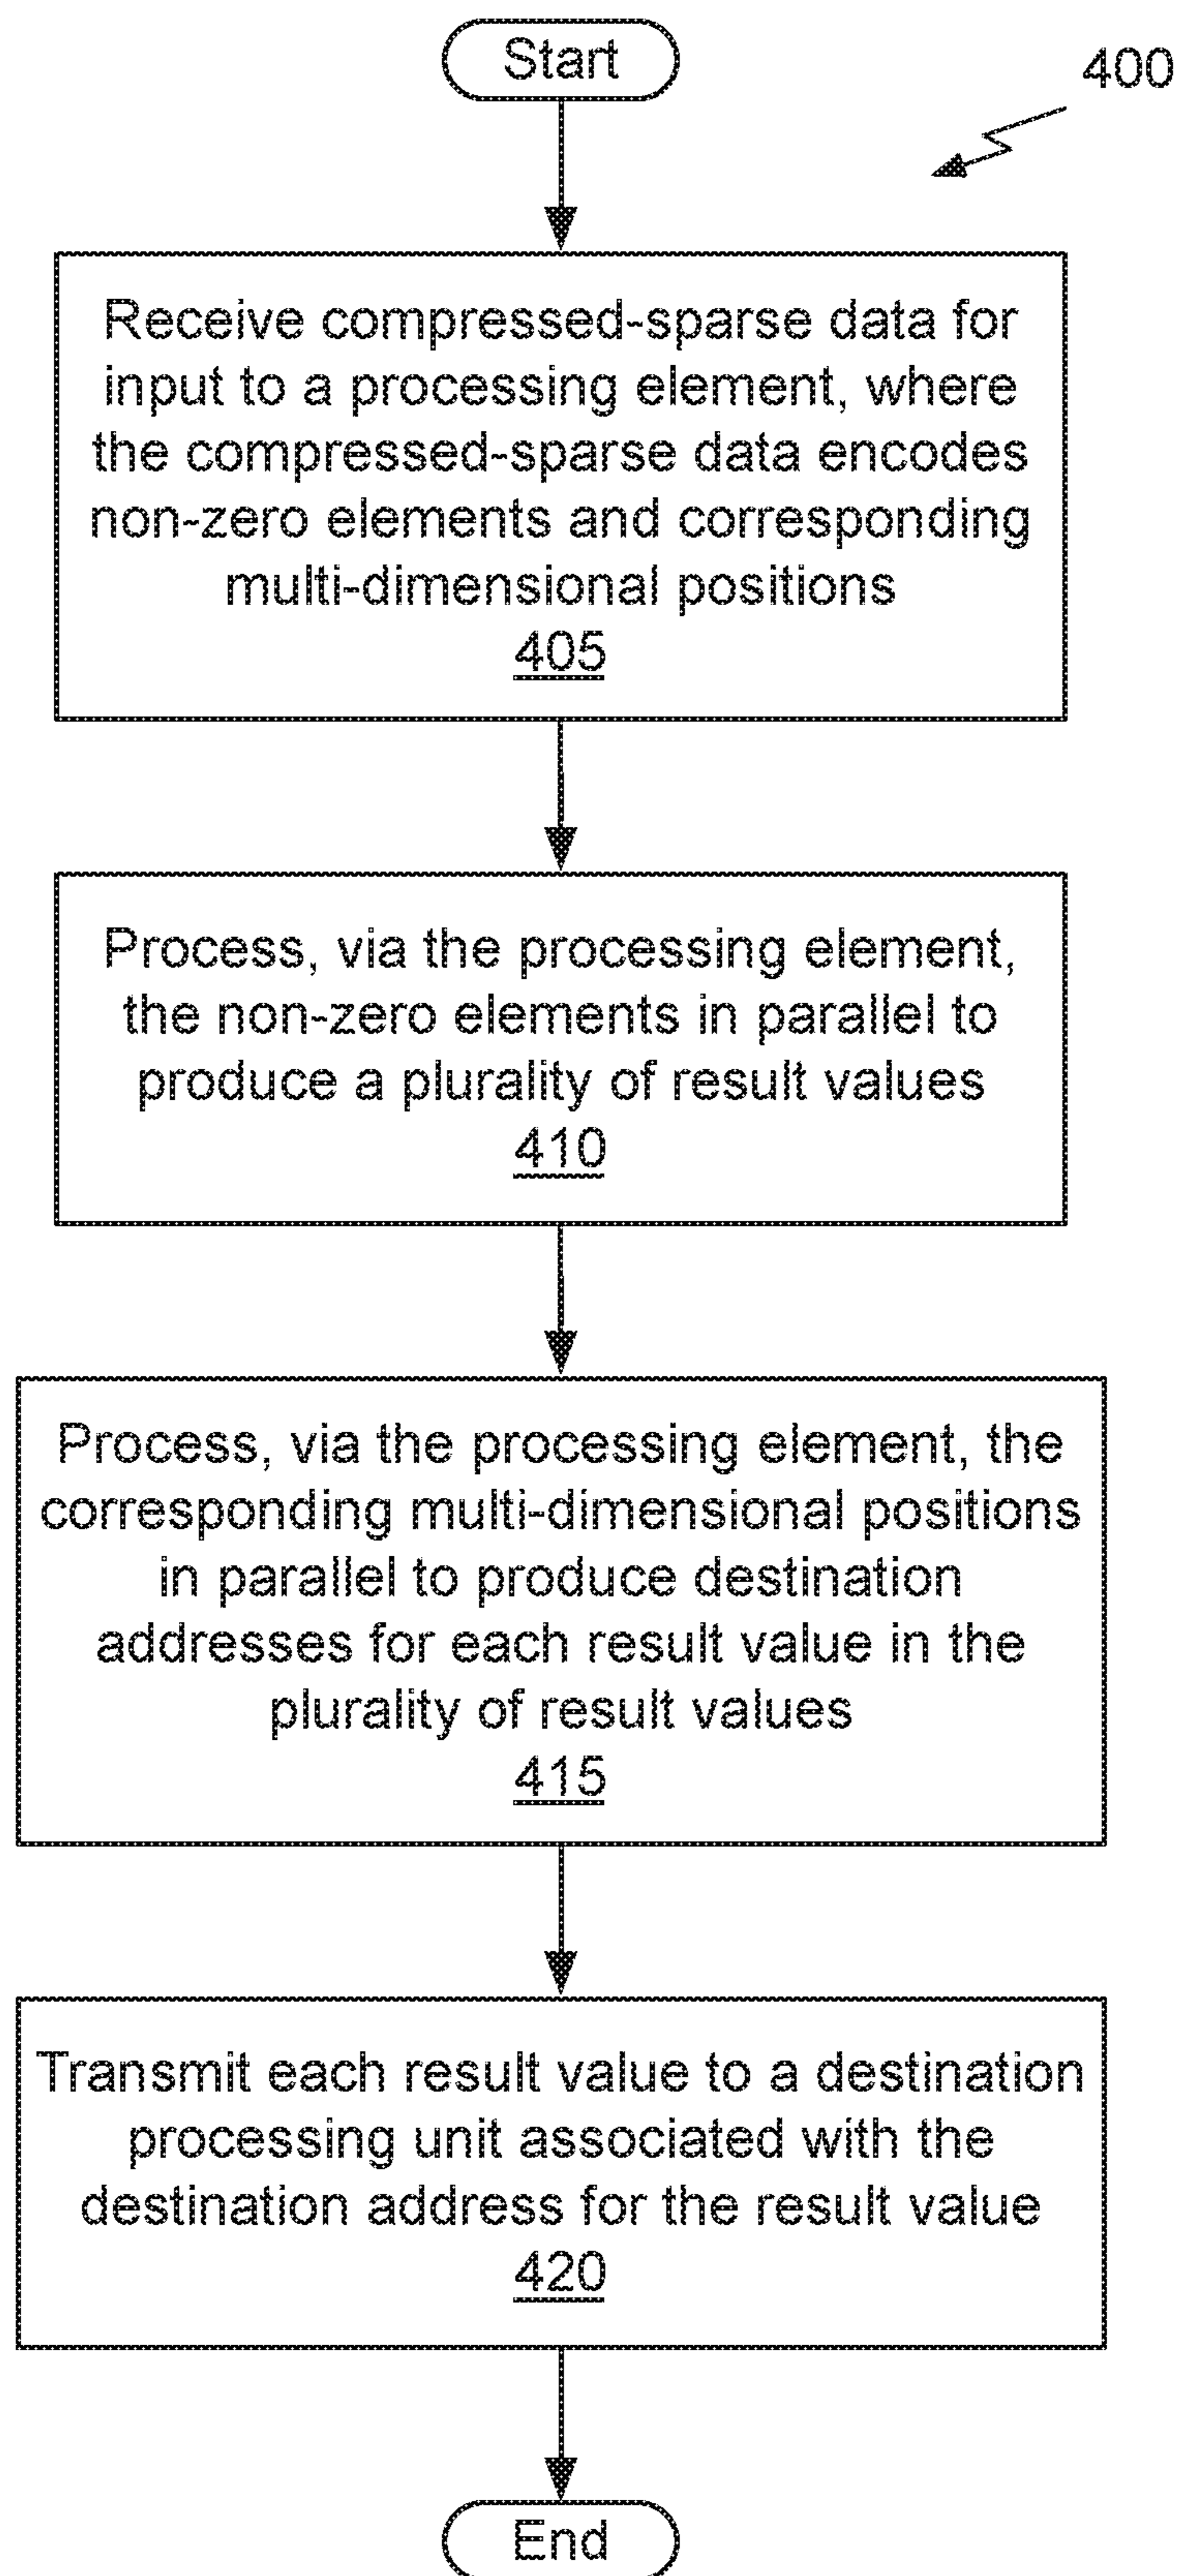 Start
400
Receive compressed-sparse data for
input to a processing element, where
the compressed-sparse data encodes
non-zero elements and corresponding
multi-dimensional positions
405
Process, via the processing element,
the non-zero elements in parallel to
produce a plurality of result values
410
Process, via the processing element, the
corresponding multi-dimensional positions
in parallel to produce destination
addresses for each result value in the
plurality of result values
415
Transmit each result value to a destination
processing unit associated with the
destination address for the result value
420
End